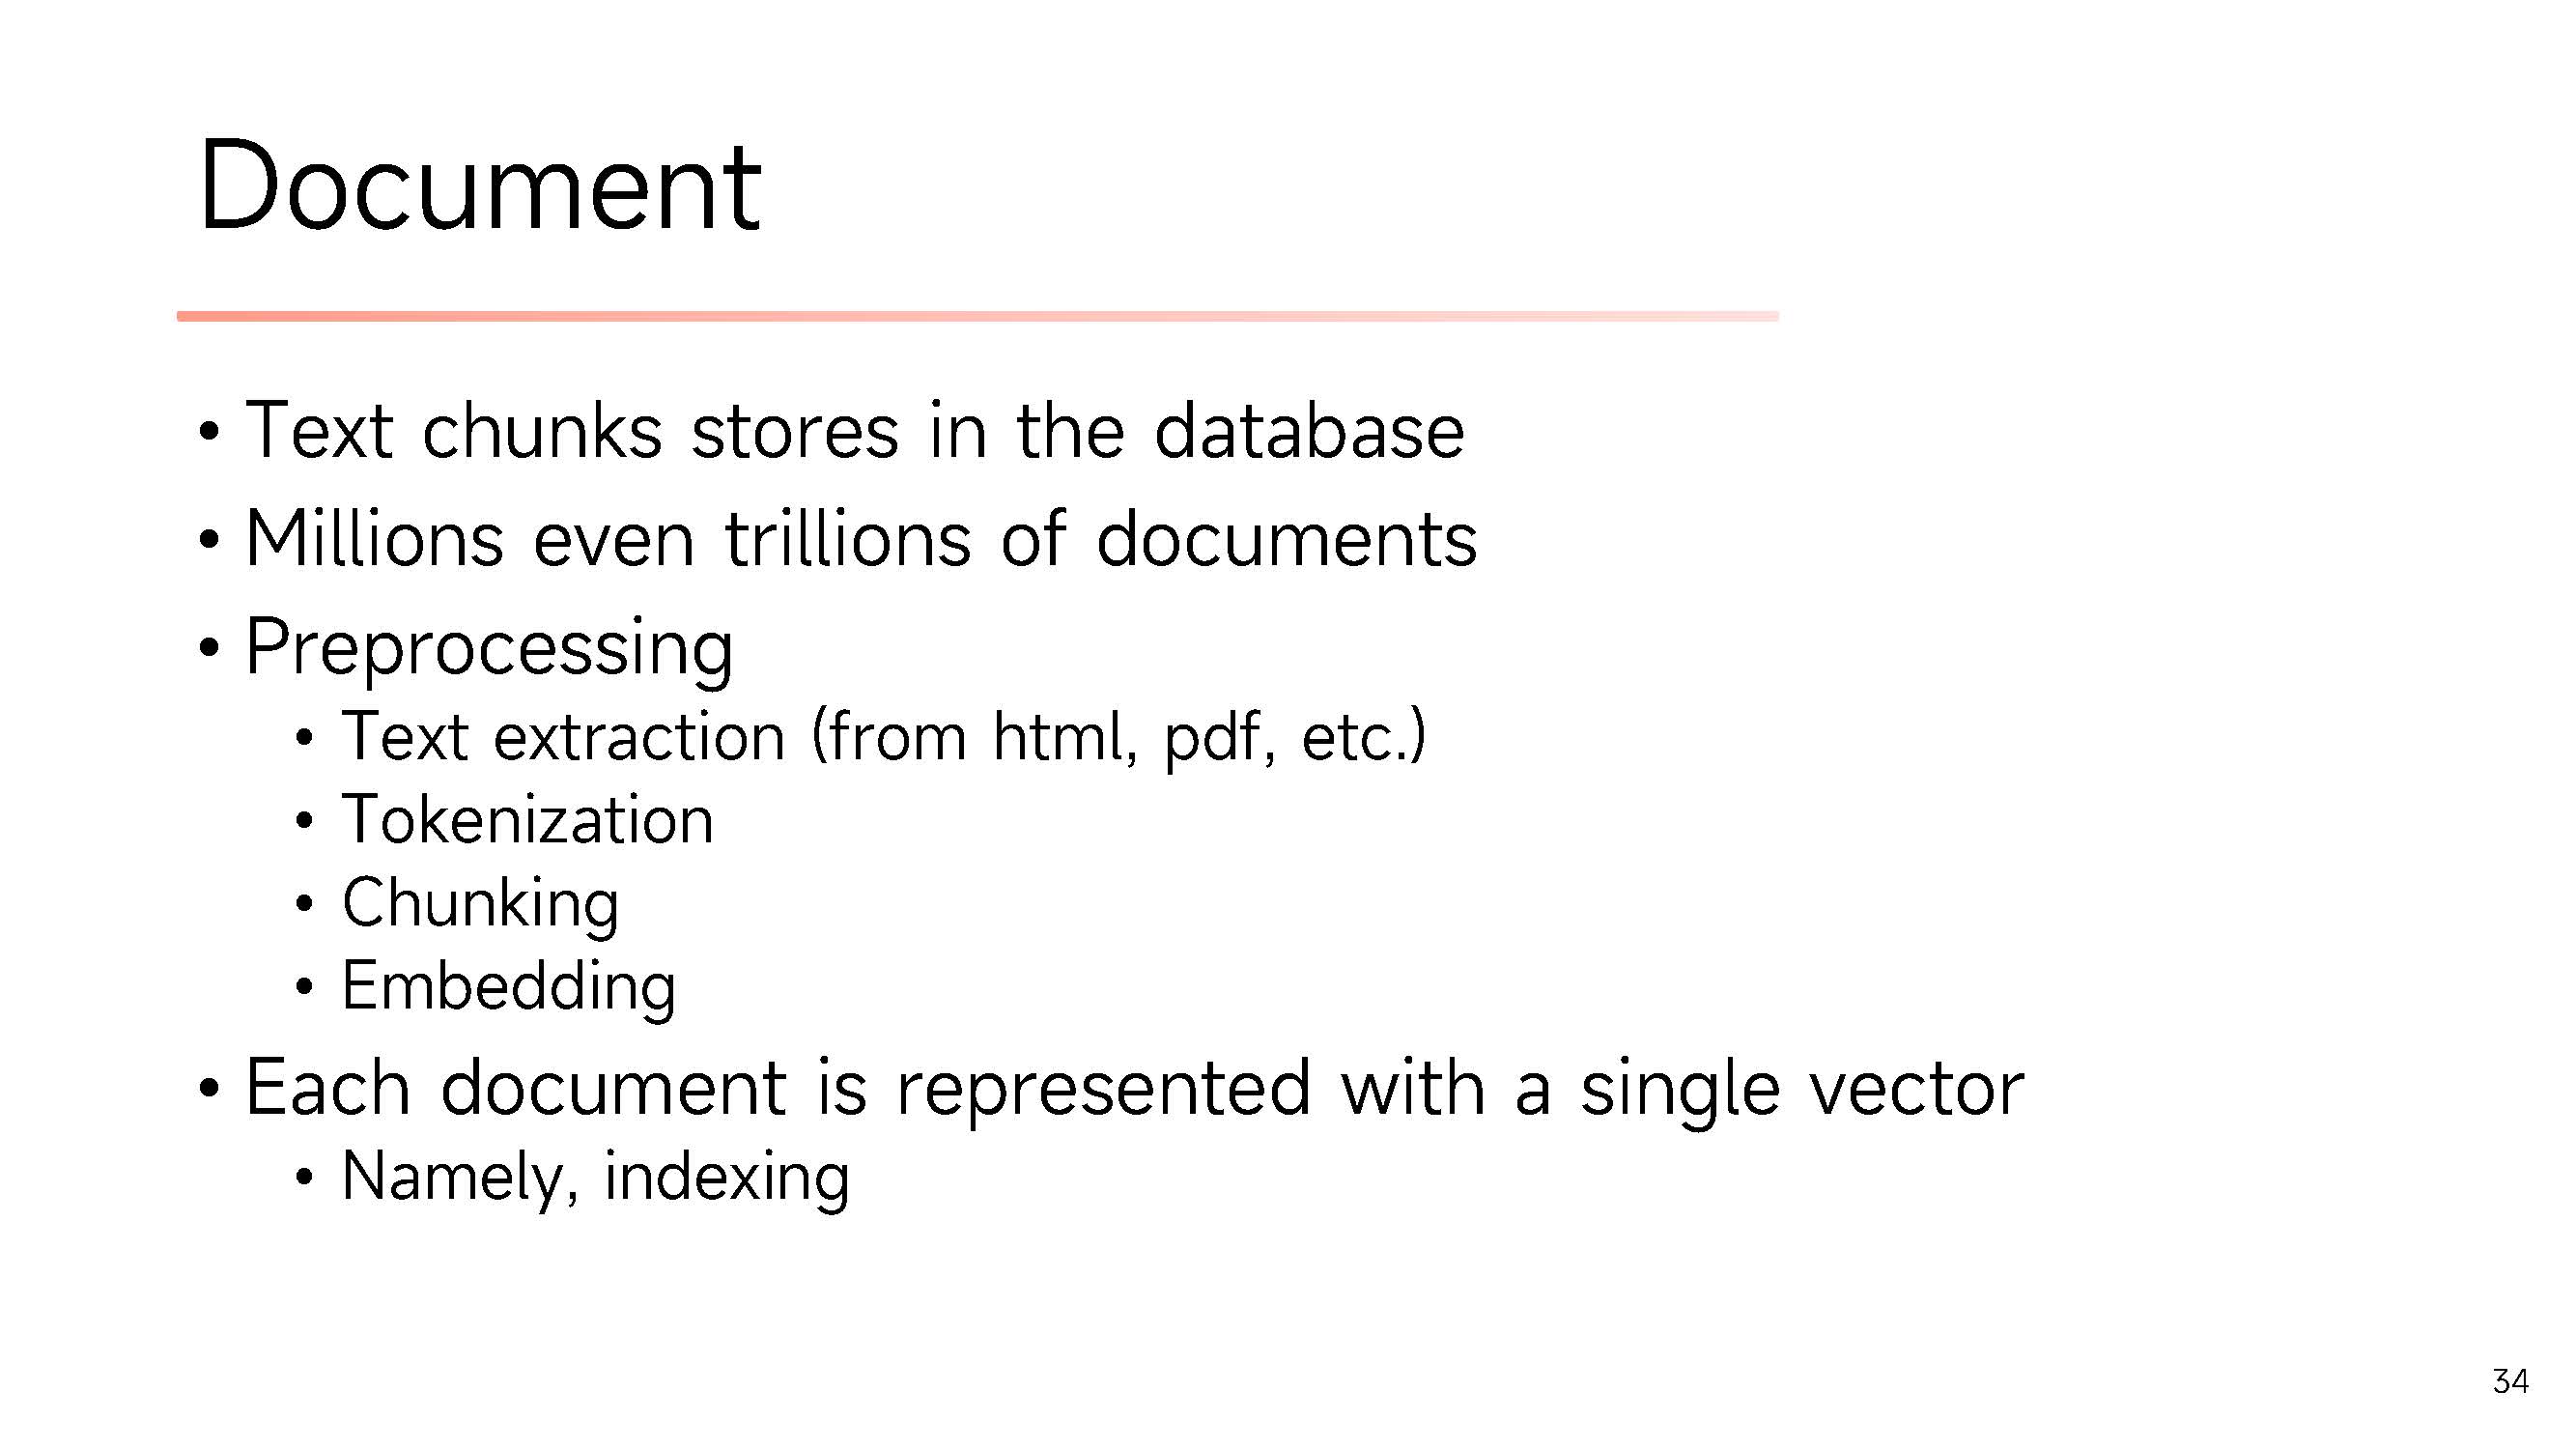 Document
• Text chunks stores in the database
• Millions even trillions of documents
• Preprocessing
• Text extraction (from html, pdf, etc.)
• Tokenization
• Chunking
• Embedding
• Each document is represented with a single vector
• Namely, indexing
34